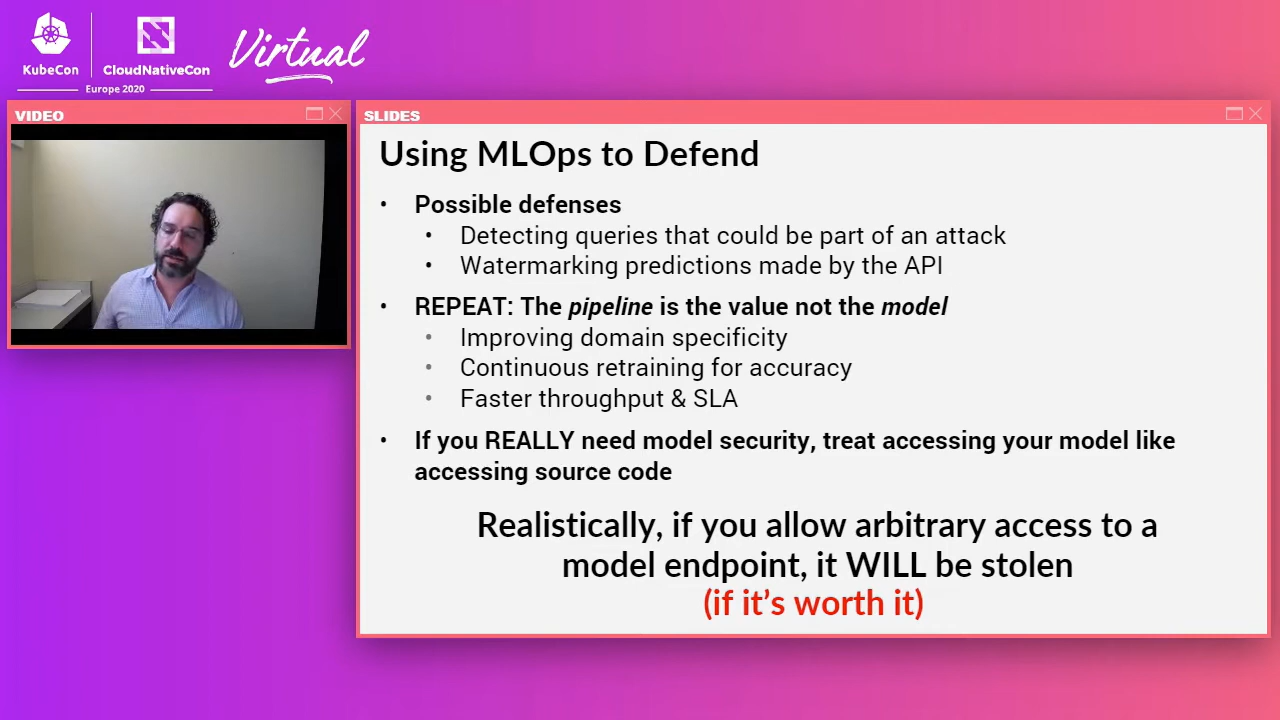 KubeCon
CloudNativeCon
Europe 2020
Virtual
VIDEO
SLIDES
Using MLOps to Defend
• Possible defenses
• Detecting queries that could be part of an attack
• Watermarking predictions made by the API
• REPEAT: The pipeline is the value not the model
• Improving domain specificity
• Continuous retraining for accuracy
• Faster throughput & SLA
• If you REALLY need model security, treat accessing your model like
accessing source code
Realistically, if you allow arbitrary access to a
model endpoint, it WILL be stolen
(if it's worth it)